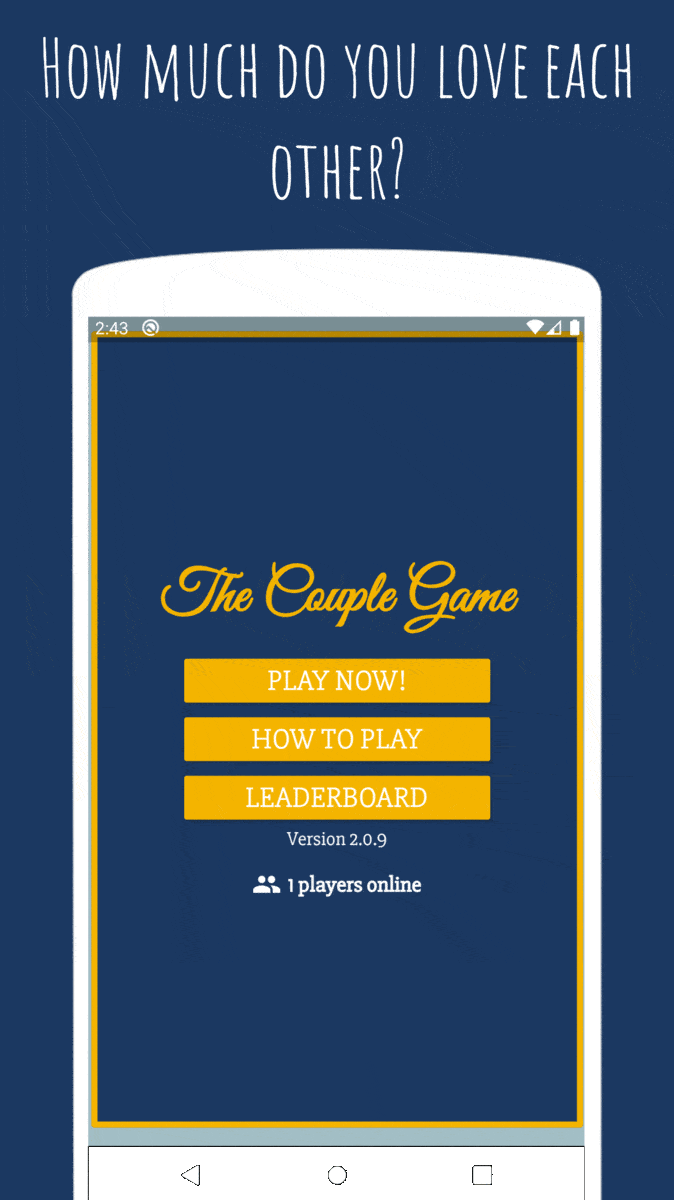 HOW MUCH DO YOU LOVE EACH
OTHER?
2:43
The Couple Game
PLAY NOW!
HOW TO PLAY
LEADERBOARD
Version 2.0.9
1 players online